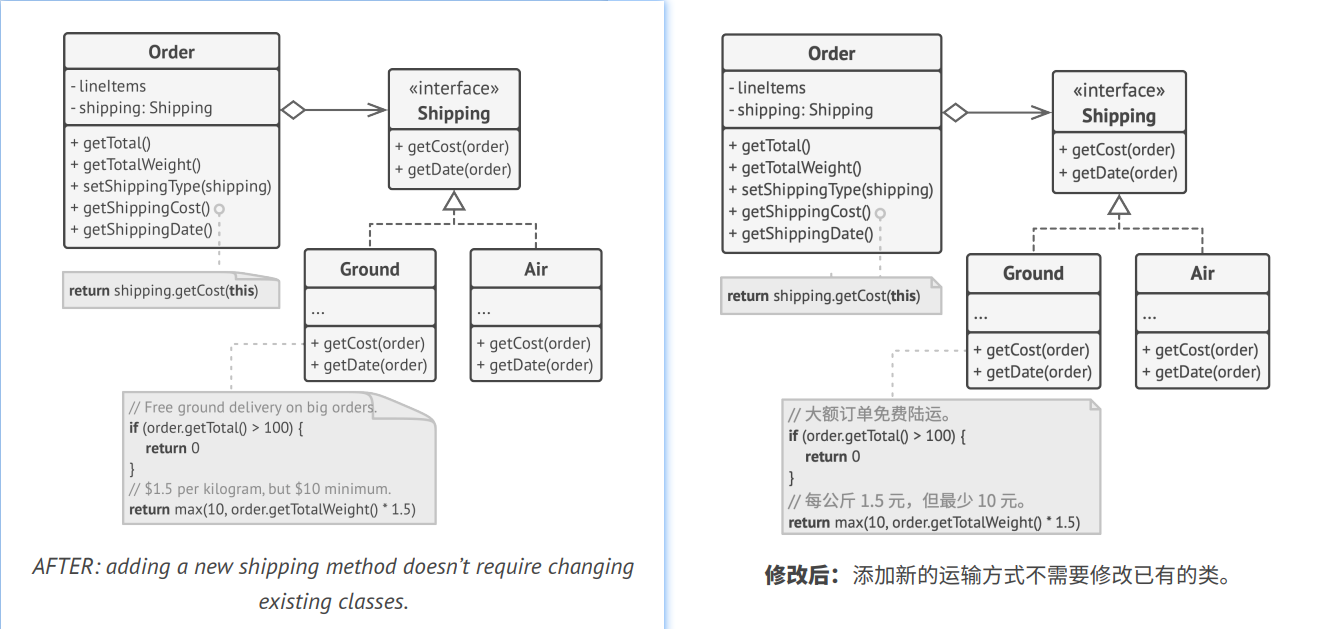 Order
- lineItems
- shipping: Shipping
+ getTotal()
+ getTotalWeight()
+ setShippingType(shipping)
+ getShippingCost()
+ getShippingDate()
return shipping.getCost(this)
«interface»
Shipping
+ getCost(order)
+ getDate(order)
Ground
...
+ getCost(order)
+ getDate(order)
Air
...
+ getCost(order)
+ getDate(order)
// Free ground delivery on big orders.
if (order.getTotal() > 100) {
return 0
}
// $1.5 per kilogram, but $10 minimum.
return max(10, order.getTotalWeight() * 1.5)
AFTER: adding a new shipping method doesn’t require changing
existing classes.
Order
- lineItems
- shipping: Shipping
+ getTotal()
+ getTotalWeight()
+ setShippingType(shipping)
+ getShippingCost()
+ getShippingDate()
return shipping.getCost(this)
«interface»
Shipping
+ getCost(order)
+ getDate(order)
Ground
...
+ getCost(order)
+ getDate(order)
Air
...
+ getCost(order)
+ getDate(order)
// 大额订单免费陆运。
if (order.getTotal() > 100) {
return 0
}
// 每公斤 1.5 元，但最少 10 元。
return max(10, order.getTotalWeight() * 1.5)
修改后：添加新的运输方式不需要修改已有的类。